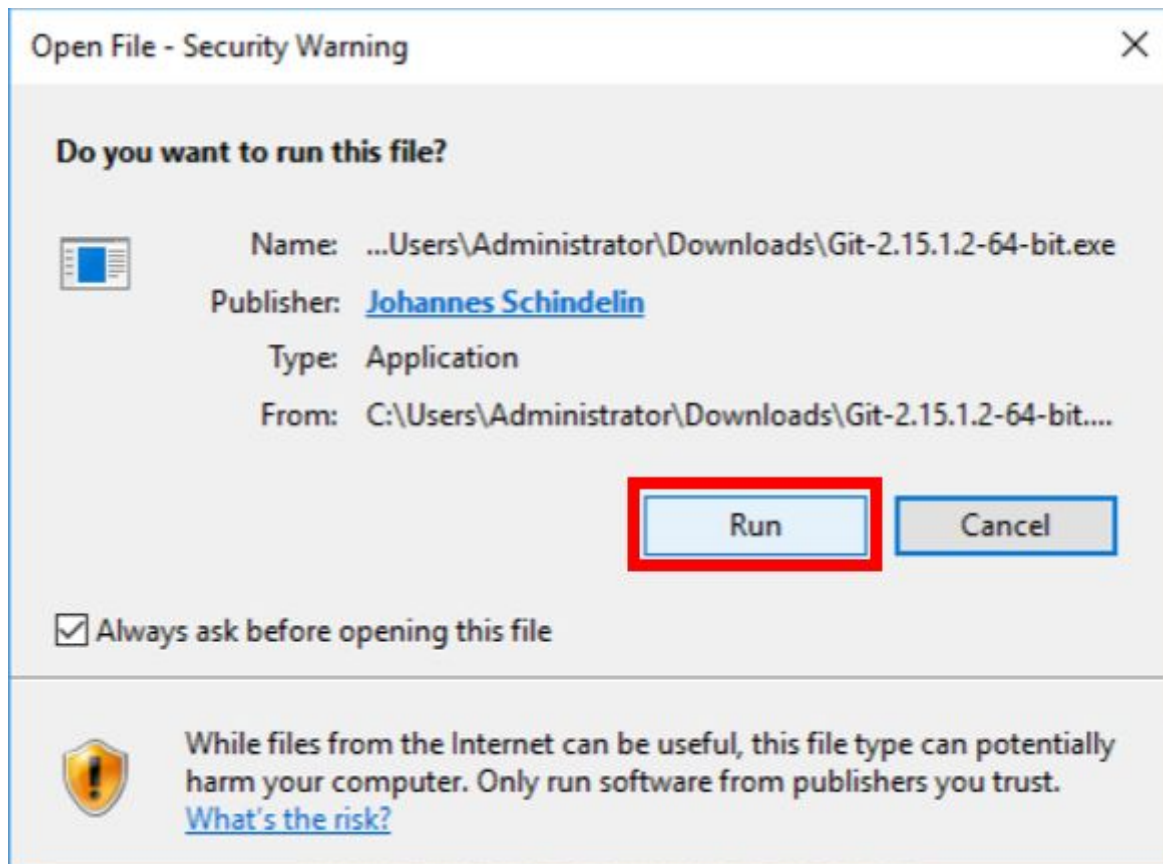 Open File - Security Warning
Do you want to run this file?
Name: ...Users\Administrator\Downloads\Git-2.15.1.2-64-bit.exe
Publisher: Johannes Schindelin
Type: Application
From: C:\Users\Administrator\Downloads\Git-2.15.1.2-64-bit....
Run Cancel
Always ask before opening this file
While files from the Internet can be useful, this file type can potentially
harm your computer. Only run software from publishers you trust.
What's the risk?